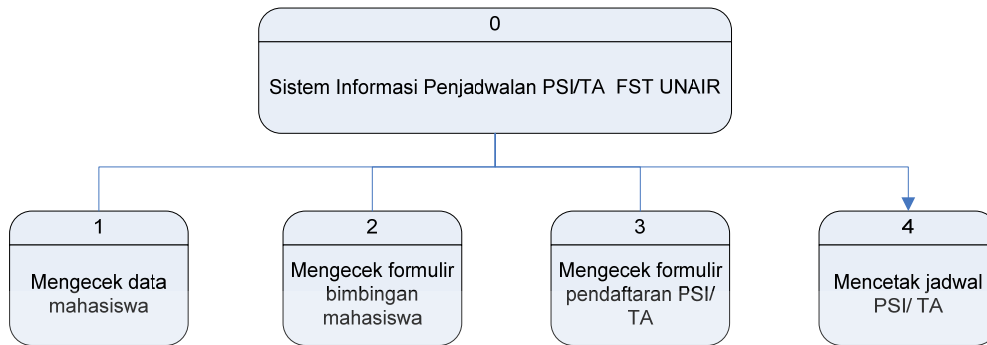 0
Sistem Informasi Penjadwalan PSI/TA FST UNAIR
1
Mengecek data
mahasiswa
2
Mengecek formulir
bimbingan
mahasiswa
3
Mengecek formulir
pendaftaran PSI/
TA
4
Mencetak jadwal
PSI/ TA